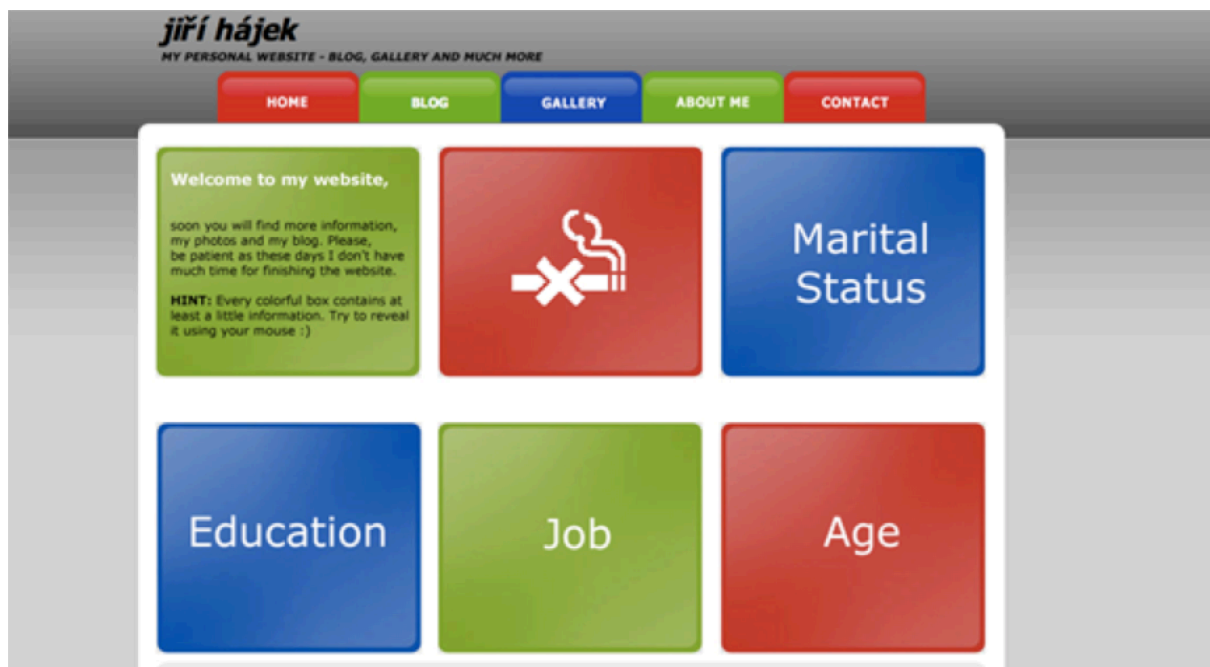 jiří hájek
MY PERSONAL WEBSITE - BLOG, GALLERY AND MUCH MORE
HOME
BLOG
GALLERY
ABOUT ME
CONTACT
Welcome to my website,
soon you will find more information,
my photos and my blog. Please,
be patient as these days I don't have
much time for finishing the website.
HINT: Every colorful box contains at
least a little information. Try to reveal
it using your mouse :)
Marital
Status
Education
Job
Age